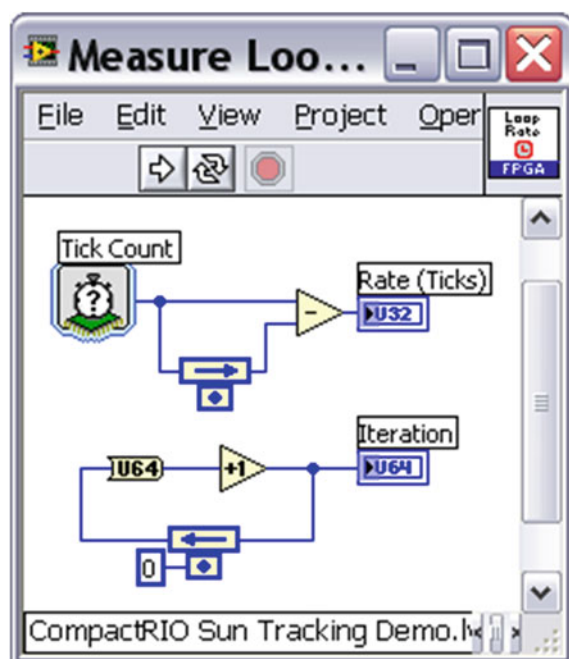 Measure Loo...
File Edit View Project Oper
Loop
Rate
FPGA
Tick Count
?
Rate (Ticks)
-
U32
Iteration
U64
+1
U64
0
CompactRIO Sun Tracking Demo.lv